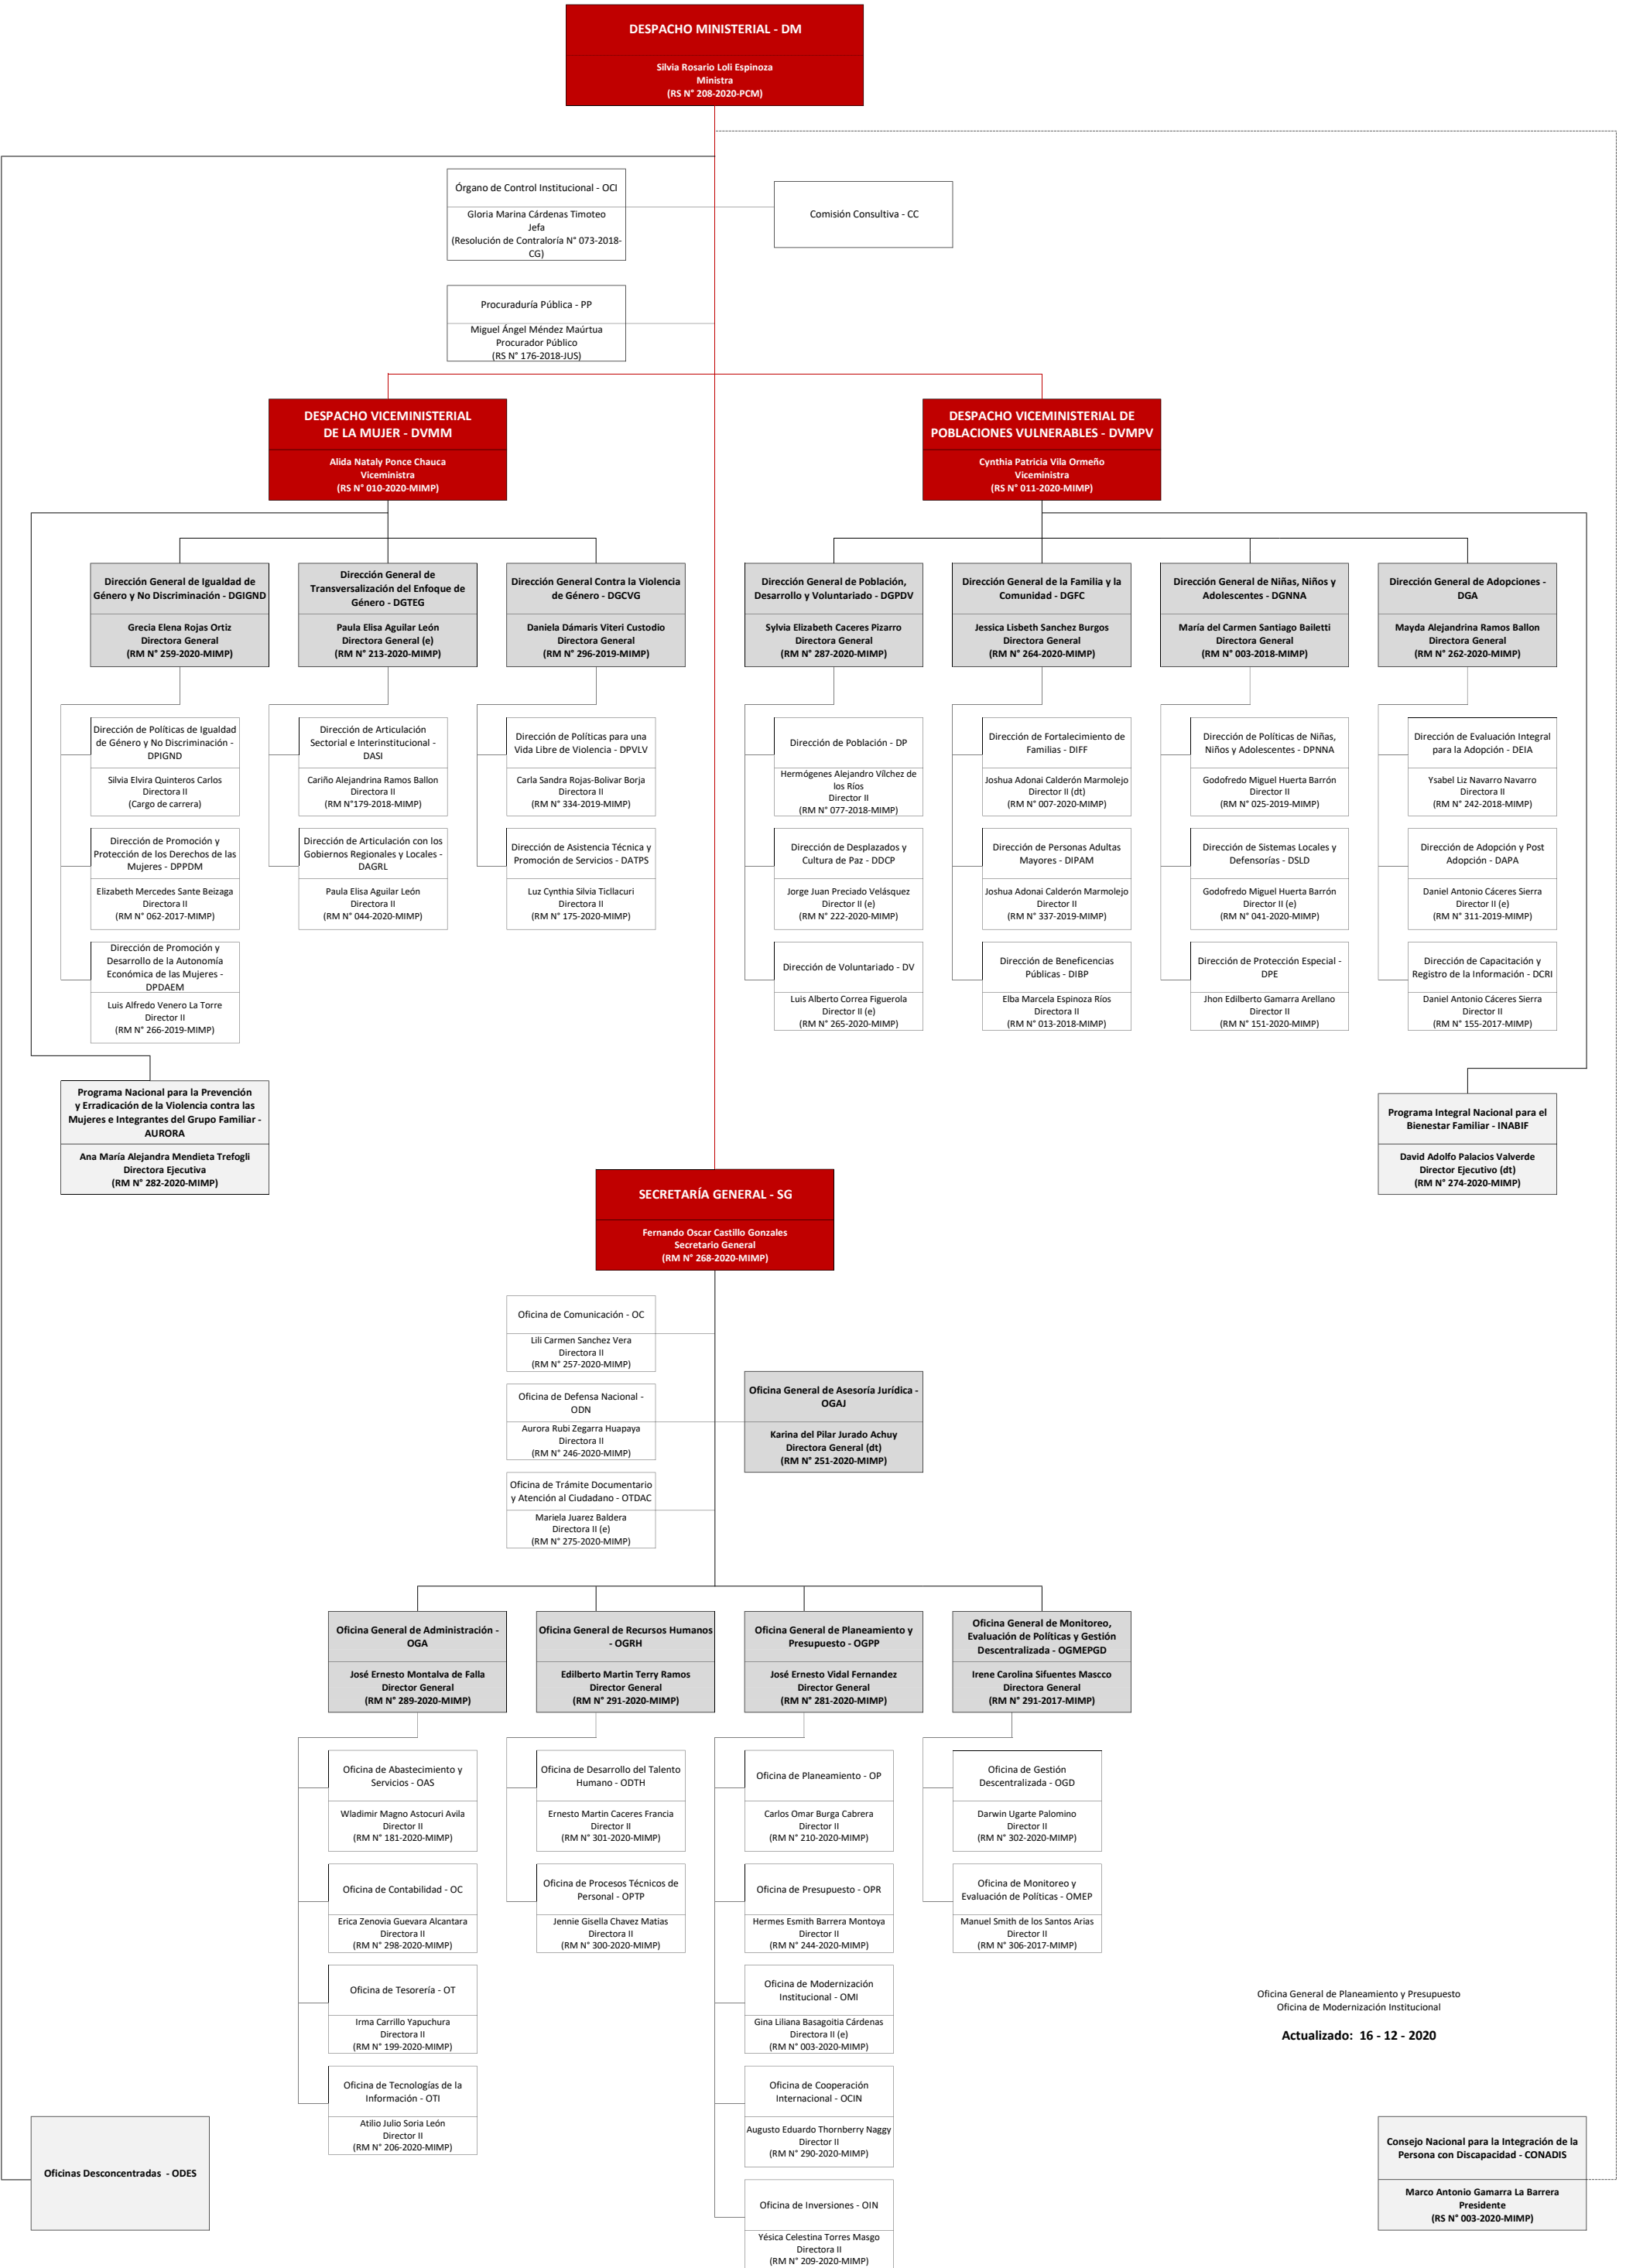 DESPACHO MINISTERIAL - DM
Silvia Rosario Loli Espinoza
Ministra
(RS N° 208-2020-PCM)
Órgano de Control Institucional - OCI
Gloria Marina Cárdenas Timoteo
Jefa
(Resolución de Contraloría N° 073-2018-
CG)
Comisión Consultiva - CC
Procuraduría Pública - PP
Miguel Ángel Méndez Maúrtua
Procurador Público
(RS N° 176-2018-JUS)
DESPACHO VICEMINISTERIAL
DE LA MUJER - DVMM
Alida Nataly Ponce Chauca
Viceministra
(RS N° 010-2020-MIMP)
DESPACHO VICEMINISTERIAL DE
POBLACIONES VULNERABLES - DVMPV
Cynthia Patricia Vila Ormeño
Viceministra
(RS N° 011-2020-MIMP)
Dirección General de Igualdad de
Género y No Discriminación - DGIGND
Grecia Elena Rojas Ortiz
Directora General
(RM N° 259-2020-MIMP)
Dirección General de
Transversalización del Enfoque de
Género - DGTEG
Paula Elisa Aguilar León
Directora General (e)
(RM N° 213-2020-MIMP)
Dirección General Contra la Violencia
de Género - DGCVG
Daniela Dámaris Viteri Custodio
Directora General
(RM N° 296-2019-MIMP)
Dirección General de Población,
Desarrollo y Voluntariado - DGPDV
Sylvia Elizabeth Caceres Pizarro
Directora General
(RM N° 287-2020-MIMP)
Dirección General de la Familia y la
Comunidad - DGFC
Jessica Lisbeth Sanchez Burgos
Directora General
(RM N° 264-2020-MIMP)
Dirección General de Niñas, Niños y
Adolescentes - DGNNA
María del Carmen Santiago Bailetti
Directora General
(RM N° 003-2018-MIMP)
Dirección General de Adopciones -
DGA
Mayda Alejandrina Ramos Ballon
Directora General
(RM N° 262-2020-MIMP)
Dirección de Políticas de Igualdad
de Género y No Discriminación -
DPIGND
Silvia Elvira Quinteros Carlos
Directora II
(Cargo de carrera)
Dirección de Articulación
Sectorial e Interinstitucional -
DASI
Cariño Alejandrina Ramos Ballon
Directora II
(RM N°179-2018-MIMP)
Dirección de Políticas para una
Vida Libre de Violencia - DPVLV
Carla Sandra Rojas-Bolivar Borja
Directora II
(RM N° 334-2019-MIMP)
Dirección de Población - DP
Hermógenes Alejandro Vílchez de
los Ríos
Director II
(RM N° 077-2018-MIMP)
Dirección de Fortalecimiento de
Familias - DIFF
Joshua Adonai Calderón Marmolejo
Director II (dt)
(RM N° 007-2020-MIMP)
Dirección de Políticas de Niñas,
Niños y Adolescentes - DPNNA
Godofredo Miguel Huerta Barrón
Director II
(RM N° 025-2019-MIMP)
Dirección de Evaluación Integral
para la Adopción - DEIA
Ysabel Liz Navarro Navarro
Directora II
(RM N° 242-2018-MIMP)
Dirección de Promoción y
Protección de los Derechos de las
Mujeres - DPPDM
Elizabeth Mercedes Sante Beizaga
Directora II
(RM N° 062-2017-MIMP)
Dirección de Articulación con los
Gobiernos Regionales y Locales -
DAGRL
Paula Elisa Aguilar León
Directora II
(RM N° 044-2020-MIMP)
Dirección de Asistencia Técnica y
Promoción de Servicios - DATPS
Luz Cynthia Silvia Ticllacuri
Directora II
(RM N° 175-2020-MIMP)
Dirección de Desplazados y
Cultura de Paz - DDCP
Jorge Juan Preciado Velásquez
Director II (e)
(RM N° 222-2020-MIMP)
Dirección de Personas Adultas
Mayores - DIPAM
Joshua Adonai Calderón Marmolejo
Director II
(RM N° 337-2019-MIMP)
Dirección de Sistemas Locales y
Defensorías - DSLD
Godofredo Miguel Huerta Barrón
Director II (e)
(RM N° 041-2020-MIMP)
Dirección de Adopción y Post
Adopción - DAPA
Daniel Antonio Cáceres Sierra
Director II (e)
(RM N° 311-2019-MIMP)
Dirección de Promoción y
Desarrollo de la Autonomía
Económica de las Mujeres -
DPDAEM
Luis Alfredo Venero La Torre
Director II
(RM N° 266-2019-MIMP)
Dirección de Voluntariado - DV
Luis Alberto Correa Figuerola
Director II (e)
(RM N° 265-2020-MIMP)
Dirección de Beneficencias
Públicas - DIBP
Elba Marcela Espinoza Ríos
Directora II
(RM N° 013-2018-MIMP)
Dirección de Protección Especial -
DPE
Jhon Edilberto Gamarra Arellano
Director II
(RM N° 151-2020-MIMP)
Dirección de Capacitación y
Registro de la Información - DCRI
Daniel Antonio Cáceres Sierra
Director II
(RM N° 155-2017-MIMP)
Programa Nacional para la Prevención
y Erradicación de la Violencia contra las
Mujeres e Integrantes del Grupo Familiar -
AURORA
Ana María Alejandra Mendieta Trefogli
Directora Ejecutiva
(RM N° 282-2020-MIMP)
Programa Integral Nacional para el
Bienestar Familiar - INABIF
David Adolfo Palacios Valverde
Director Ejecutivo (dt)
(RM N° 274-2020-MIMP)
SECRETARÍA GENERAL - SG
Fernando Oscar Castillo Gonzales
Secretario General
(RM N° 268-2020-MIMP)
Oficina de Comunicación - OC
Lili Carmen Sanchez Vera
Directora II
(RM N° 257-2020-MIMP)
Oficina de Defensa Nacional -
ODN
Aurora Rubi Zegarra Huapaya
Directora II
(RM N° 246-2020-MIMP)
Oficina General de Asesoría Jurídica -
OGAJ
Karina del Pilar Jurado Achuy
Directora General (dt)
(RM N° 251-2020-MIMP)
Oficina de Trámite Documentario
y Atención al Ciudadano - OTDAC
Mariela Juarez Baldera
Directora II (e)
(RM N° 275-2020-MIMP)
Oficina General de Administración -
OGA
José Ernesto Montalva de Falla
Director General
(RM N° 289-2020-MIMP)
Oficina General de Recursos Humanos
- OGRH
Edilberto Martin Terry Ramos
Director General
(RM N° 291-2020-MIMP)
Oficina General de Planeamiento y
Presupuesto - OGPP
José Ernesto Vidal Fernandez
Director General
(RM N° 281-2020-MIMP)
Oficina General de Monitoreo,
Evaluación de Políticas y Gestión
Descentralizada - OGMEPGD
Irene Carolina Sifuentes Mascco
Directora General
(RM N° 291-2017-MIMP)
Oficina de Abastecimiento y
Servicios - OAS
Wladimir Magno Astocuri Avila
Director II
(RM N° 181-2020-MIMP)
Oficina de Desarrollo del Talento
Humano - ODTH
Ernesto Martin Caceres Francia
Director II
(RM N° 301-2020-MIMP)
Oficina de Planeamiento - OP
Carlos Omar Burga Cabrera
Director II
(RM N° 210-2020-MIMP)
Oficina de Gestión
Descentralizada - OGD
Darwin Ugarte Palomino
Director II
(RM N° 302-2020-MIMP)
Oficina de Contabilidad - OC
Erica Zenovia Guevara Alcantara
Directora II
(RM N° 298-2020-MIMP)
Oficina de Procesos Técnicos de
Personal - OPTP
Jennie Gisella Chavez Matias
Directora II
(RM N° 300-2020-MIMP)
Oficina de Presupuesto - OPR
Hermes Esmith Barrera Montoya
Director II
(RM N° 244-2020-MIMP)
Oficina de Monitoreo y
Evaluación de Políticas - OMEP
Manuel Smith de los Santos Arias
Director II
(RM N° 306-2017-MIMP)
Oficina de Tesorería - OT
Irma Carrillo Yapuchura
Directora II
(RM N° 199-2020-MIMP)
Oficina de Modernización
Institucional - OMI
Gina Liliana Basagoitia Cárdenas
Directora II (e)
(RM N° 003-2020-MIMP)
Oficina General de Planeamiento y Presupuesto
Oficina de Modernización Institucional
Actualizado: 16 - 12 - 2020
Oficina de Tecnologías de la
Información - OTI
Atilio Julio Soria León
Director II
(RM N° 206-2020-MIMP)
Oficina de Cooperación
Internacional - OCIN
Augusto Eduardo Thornberry Naggy
Director II
(RM N° 290-2020-MIMP)
Oficinas Desconcentradas - ODES
Consejo Nacional para la Integración de la
Persona con Discapacidad - CONADIS
Marco Antonio Gamarra La Barrera
Presidente
(RS N° 003-2020-MIMP)
Oficina de Inversiones - OIN
Yésica Celestina Torres Masgo
Directora II
(RM N° 209-2020-MIMP)